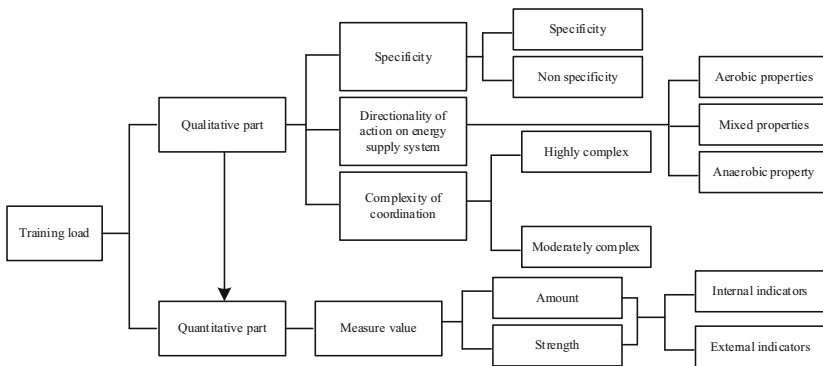 Specificity
Specificity
Non specificity
Aerobic properties
Qualitative part
Directionality of
action on energy
supply system
Mixed properties
Highly complex
Anaerobic property
Complexity of
coordination
Training load
Moderately complex
Quantitative part
Measure value
Amount
Internal indicators
Strength
External indicators